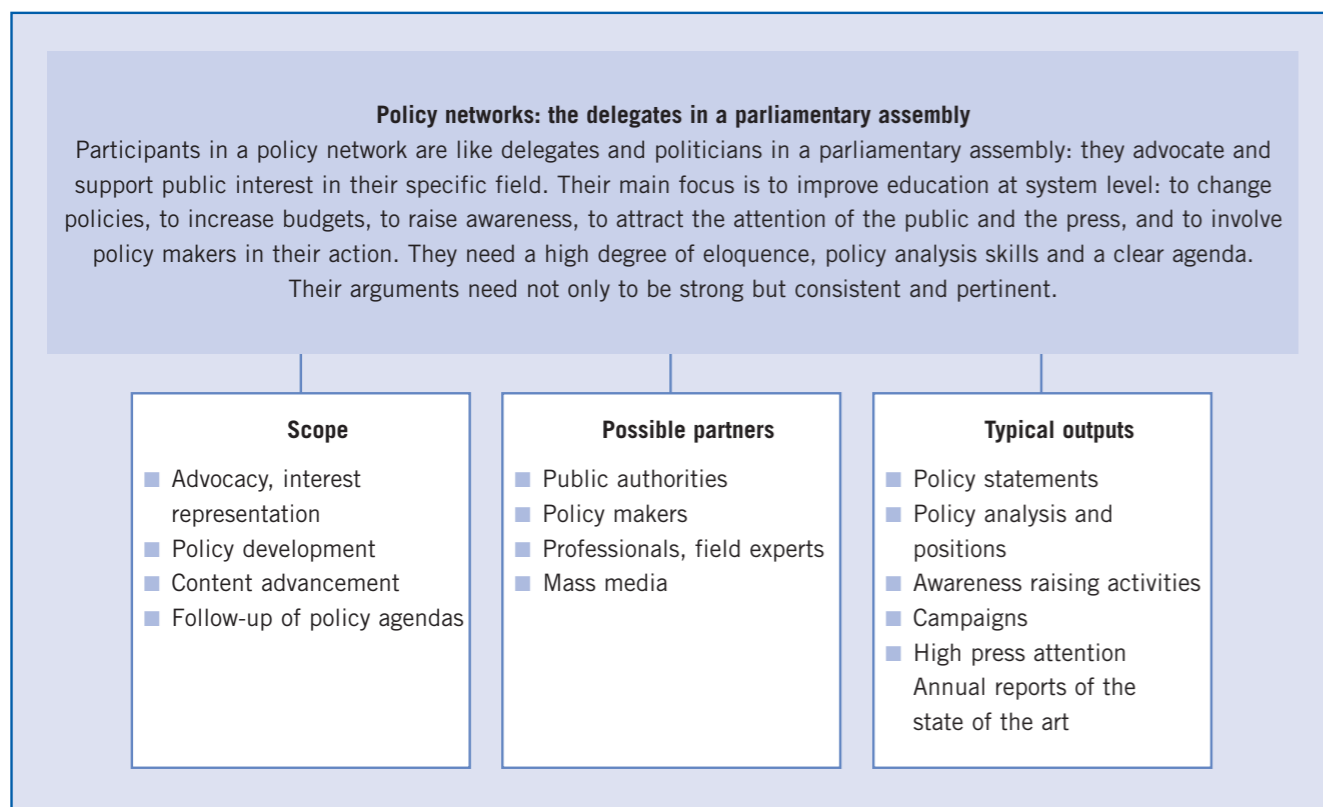 Policy networks: the delegates in a parliamentary assembly
Participants in a policy network are like delegates and politicians in a parliamentary assembly: they advocate and
support public interest in their specific field. Their main focus is to improve education at system level: to change
policies, to increase budgets, to raise awareness, to attract the attention of the public and the press, and to involve
policy makers in their action. They need a high degree of eloquence, policy analysis skills and a clear agenda.
Their arguments need not only to be strong but consistent and pertinent.
Scope
Advocacy, interest
representation
Policy development
Content advancement
Follow-up of policy agendas
Possible partners
Public authorities
Policy makers
Professionals, field experts
Mass media
Typical outputs
Policy statements
Policy analysis and
positions
Awareness raising activities
Campaigns
High press attention
Annual reports of the
state of the art